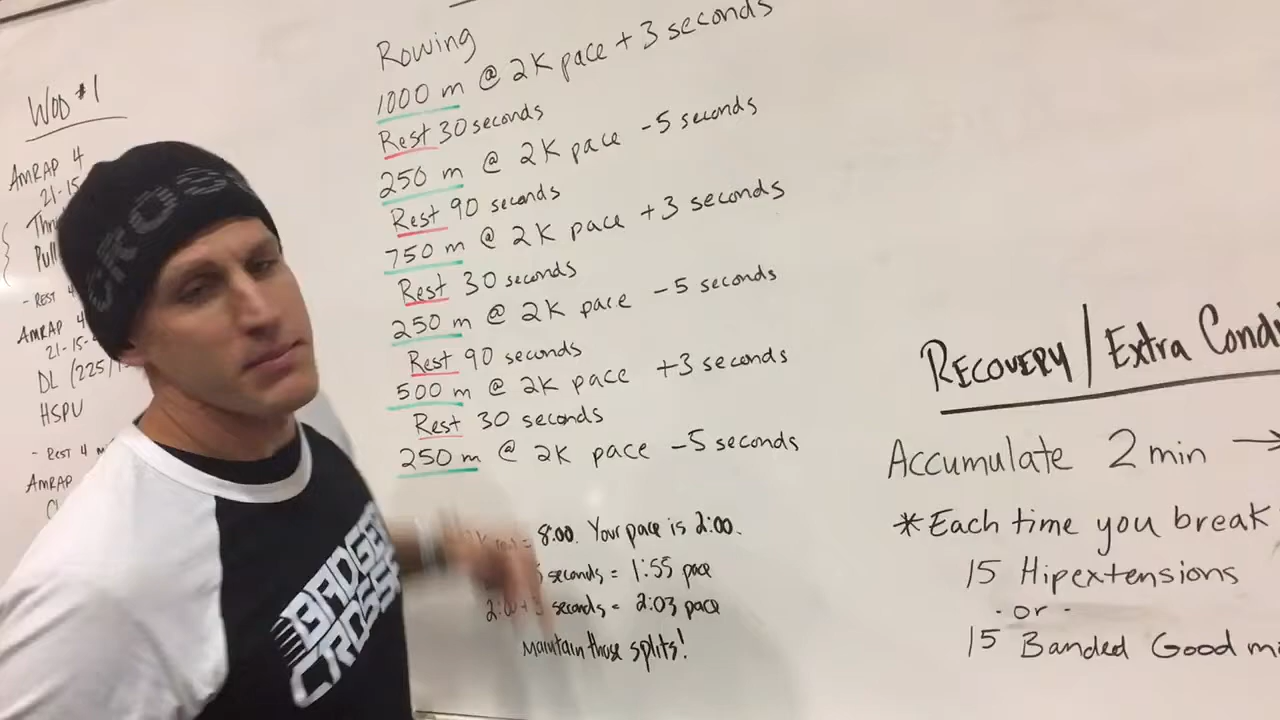 WOD #1
AMRAP 4
21-15
Pull
- REST
AMRAP 4
21-15-
DL (225/1
HSPU
- REST 4 m
AMRAP
CROSS
BADGER
CROSS
Rowing
1000 m @ 2K pace +3 seconds
Rest 30 seconds
250 m @ 2K pace -5 seconds
Rest 90 seconds
750 m @ 2K pace +3 seconds
Rest 30 seconds
250 m @ 2K pace -5 seconds
Rest 90 seconds
500 m @ 2K pace +3 seconds
Rest 30 seconds
250 m @ 2K pace -5 seconds
= 8:00. Your pace is 2:00.
seconds = 1:55 pace
2:00 + 3 seconds = 2:03 pace
Maintain those splits!
RECOVERY / Extra Condi
Accumulate 2 min →
*Each time you break
15 Hipextensions
- or -
15 Banded Good m